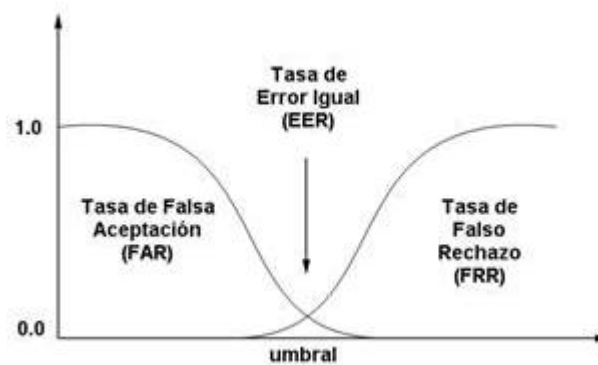 Tasa de
Error Igual
(EER)
1.0
Tasa de Falsa
Aceptación
(FAR)
Tasa de
Falso
Rechazo
(FRR)
0.0
umbral